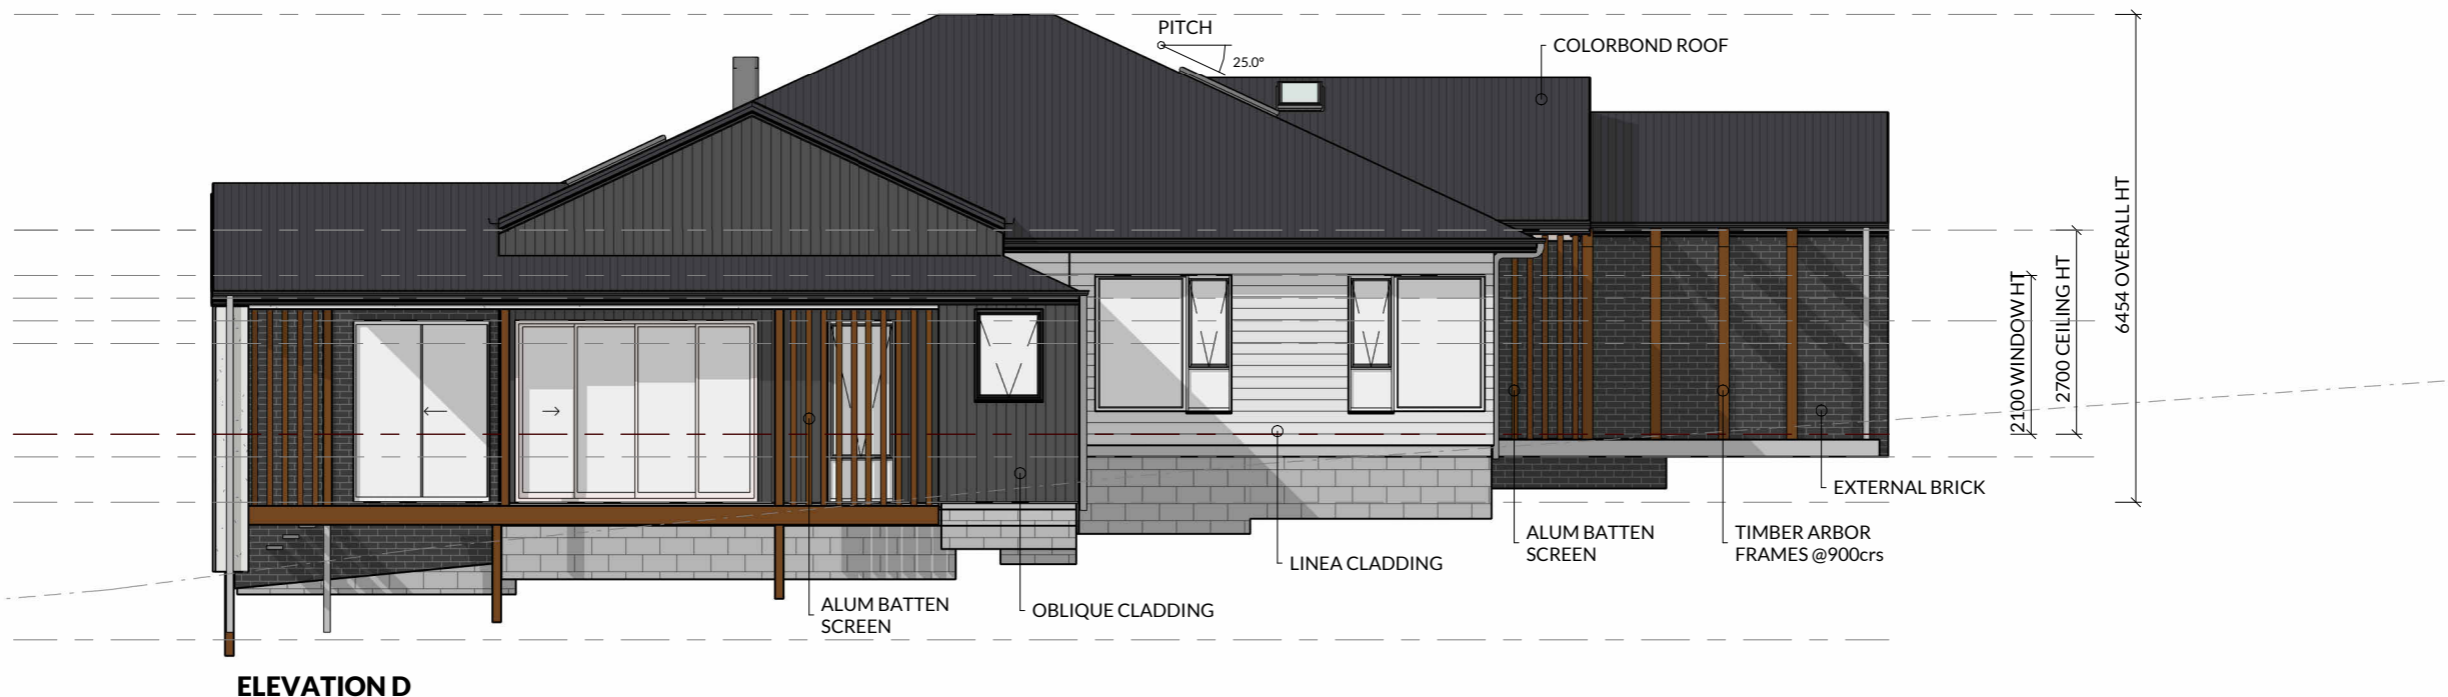 PITCH
25.0°
COLORBOND ROOF
2100 WINDOW HT
2700 CEILING HT
6454 OVERALL HT
EXTERNAL BRICK
ALUM BATTEN
SCREEN
TIMBER ARBOR
FRAMES @900crs
LINEA CLADDING
ALUM BATTEN
SCREEN
OBLIQUE CLADDING
ELEVATION D